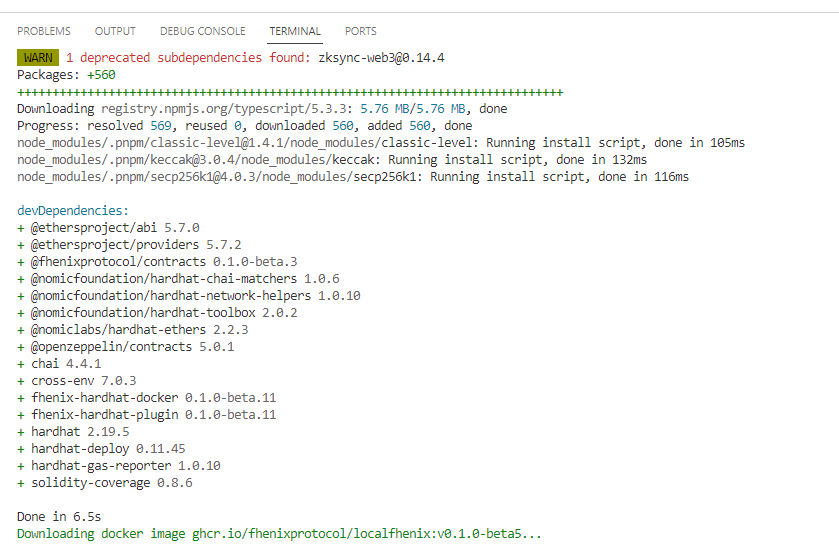 PROBLEMS OUTPUT DEBUG CONSOLE TERMINAL PORTS
WARN 1 deprecated subdependencies found: zksync-web3@0.14.4
Packages: +560
++++++++++++++++++++++++++++++++++++++++++++++++++++++++++++++++++++++++++++++
Downloading registry.npmjs.org/typescript/5.3.3: 5.76 MB/5.76 MB, done
Progress: resolved 569, reused 0, downloaded 560, added 560, done
node_modules/.pnpm/classic-level@1.4.1/node_modules/classic-level: Running install script, done in 105ms
node_modules/.pnpm/keccak@3.0.4/node_modules/keccak: Running install script, done in 132ms
node_modules/.pnpm/secp256k1@4.0.3/node_modules/secp256k1: Running install script, done in 116ms
devDependencies:
+ @ethersproject/abi 5.7.0
+ @ethersproject/providers 5.7.2
+ @fhenixprotocol/contracts 0.1.0-beta.3
+ @nomicfoundation/hardhat-chai-matchers 1.0.6
+ @nomicfoundation/hardhat-network-helpers 1.0.10
+ @nomicfoundation/hardhat-toolbox 2.0.2
+ @nomiclabs/hardhat-ethers 2.2.3
+ @openzeppelin/contracts 5.0.1
+ chai 4.4.1
+ cross-env 7.0.3
+ fhenix-hardhat-docker 0.1.0-beta.11
+ fhenix-hardhat-plugin 0.1.0-beta.11
+ hardhat 2.19.5
+ hardhat-deploy 0.11.45
+ hardhat-gas-reporter 1.0.10
+ solidity-coverage 0.8.6
Done in 6.5s
Downloading docker image ghcr.io/fhenixprotocol/localfhenix:v0.1.0-beta5...